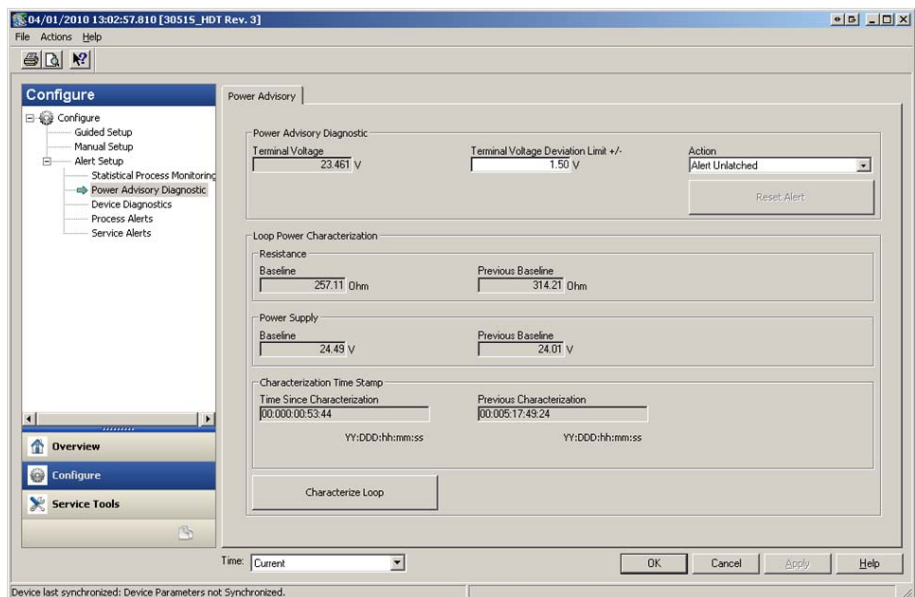 04/01/2010 13:02:57.810 [3051S_HDT Rev. 3]
File Actions Help
Configure
Configure
Guided Setup
Manual Setup
Alert Setup
Statistical Process Monitoring
Power Advisory Diagnostic
Device Diagnostics
Process Alerts
Service Alerts
Overview
Configure
Service Tools
Power Advisory
Power Advisory Diagnostic
Terminal Voltage
23.461 V
Terminal Voltage Deviation Limit +/-
1.50 V
Action
Alert Unlatched
Reset Alert
Loop Power Characterization
Resistance
Baseline
257.11 Ohm
Previous Baseline
314.21 Ohm
Power Supply
Baseline
24.49 V
Previous Baseline
24.01 V
Characterization Time Stamp
Time Since Characterization
00:000:00:53:44
YY:DDD:hh:mm:ss
Previous Characterization
00:005:17:49:24
YY:DDD:hh:mm:ss
Characterize Loop
Time: Current
OK Cancel Apply Help
Device last synchronized: Device Parameters not Synchronized.